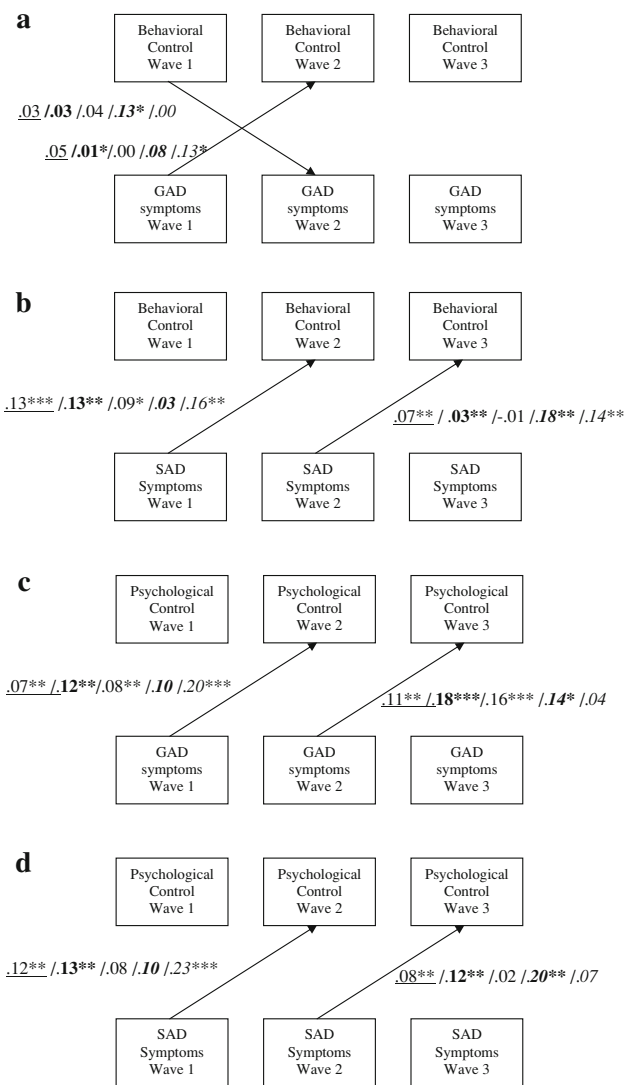 a
Behavioral Control Wave 1
Behavioral Control Wave 2
Behavioral Control Wave 3
.03 /.03 /.04 /.13* /.00
.05 /.01*/.00 /.08 /.13*
GAD symptoms Wave 1
GAD symptoms Wave 2
GAD symptoms Wave 3
b
Behavioral Control Wave 1
Behavioral Control Wave 2
Behavioral Control Wave 3
.13*** /.13** /.09* /.03 /.16**
.07** / .03** /-.01 /.18** /.14**
SAD Symptoms Wave 1
SAD Symptoms Wave 2
SAD Symptoms Wave 3
c
Psychological Control Wave 1
Psychological Control Wave 2
Psychological Control Wave 3
.07** /.12**/.08** /.10 /.20***
.11** /.18***/.16*** /.14* /.04
GAD symptoms Wave 1
GAD symptoms Wave 2
GAD symptoms Wave 3
d
Psychological Control Wave 1
Psychological Control Wave 2
Psychological Control Wave 3
.12** /.13** /.08 /.10 /.23***
.08** /.12** /.02 /.20** /.07
SAD Symptoms Wave 1
SAD Symptoms Wave 2
SAD Symptoms Wave 3